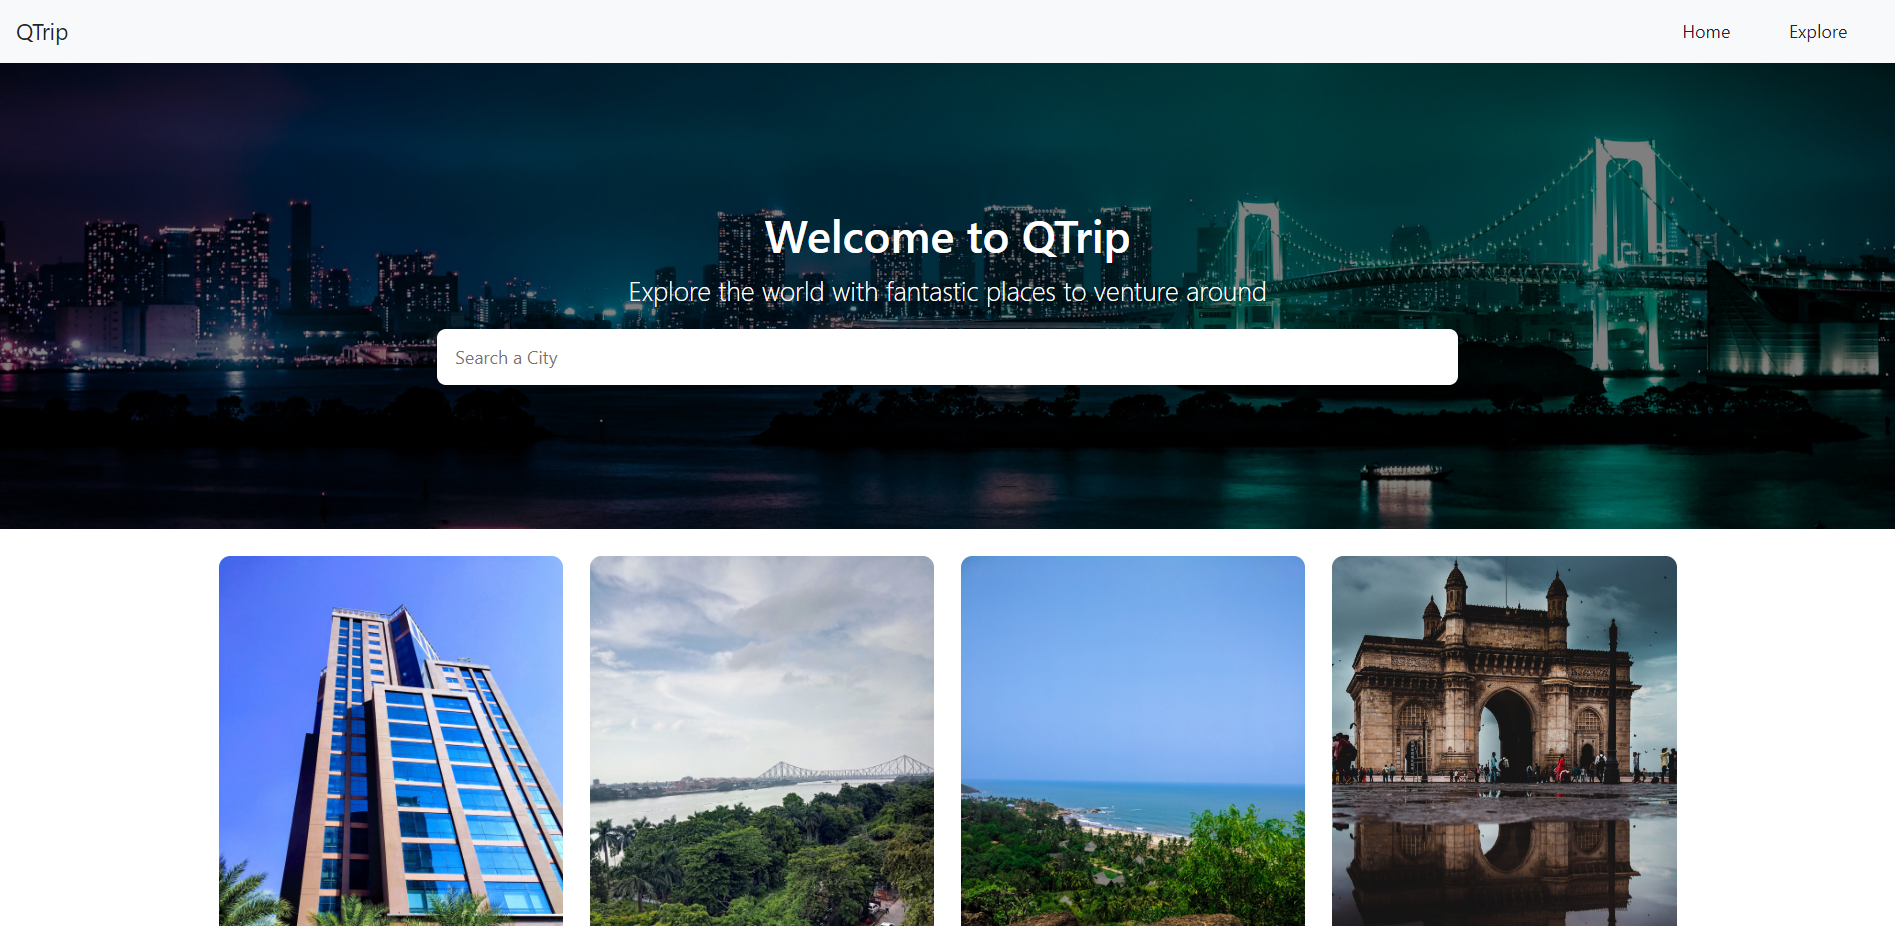 QTrip
Home
Explore
Welcome to QTrip
Explore the world with fantastic places to venture around
Search a City